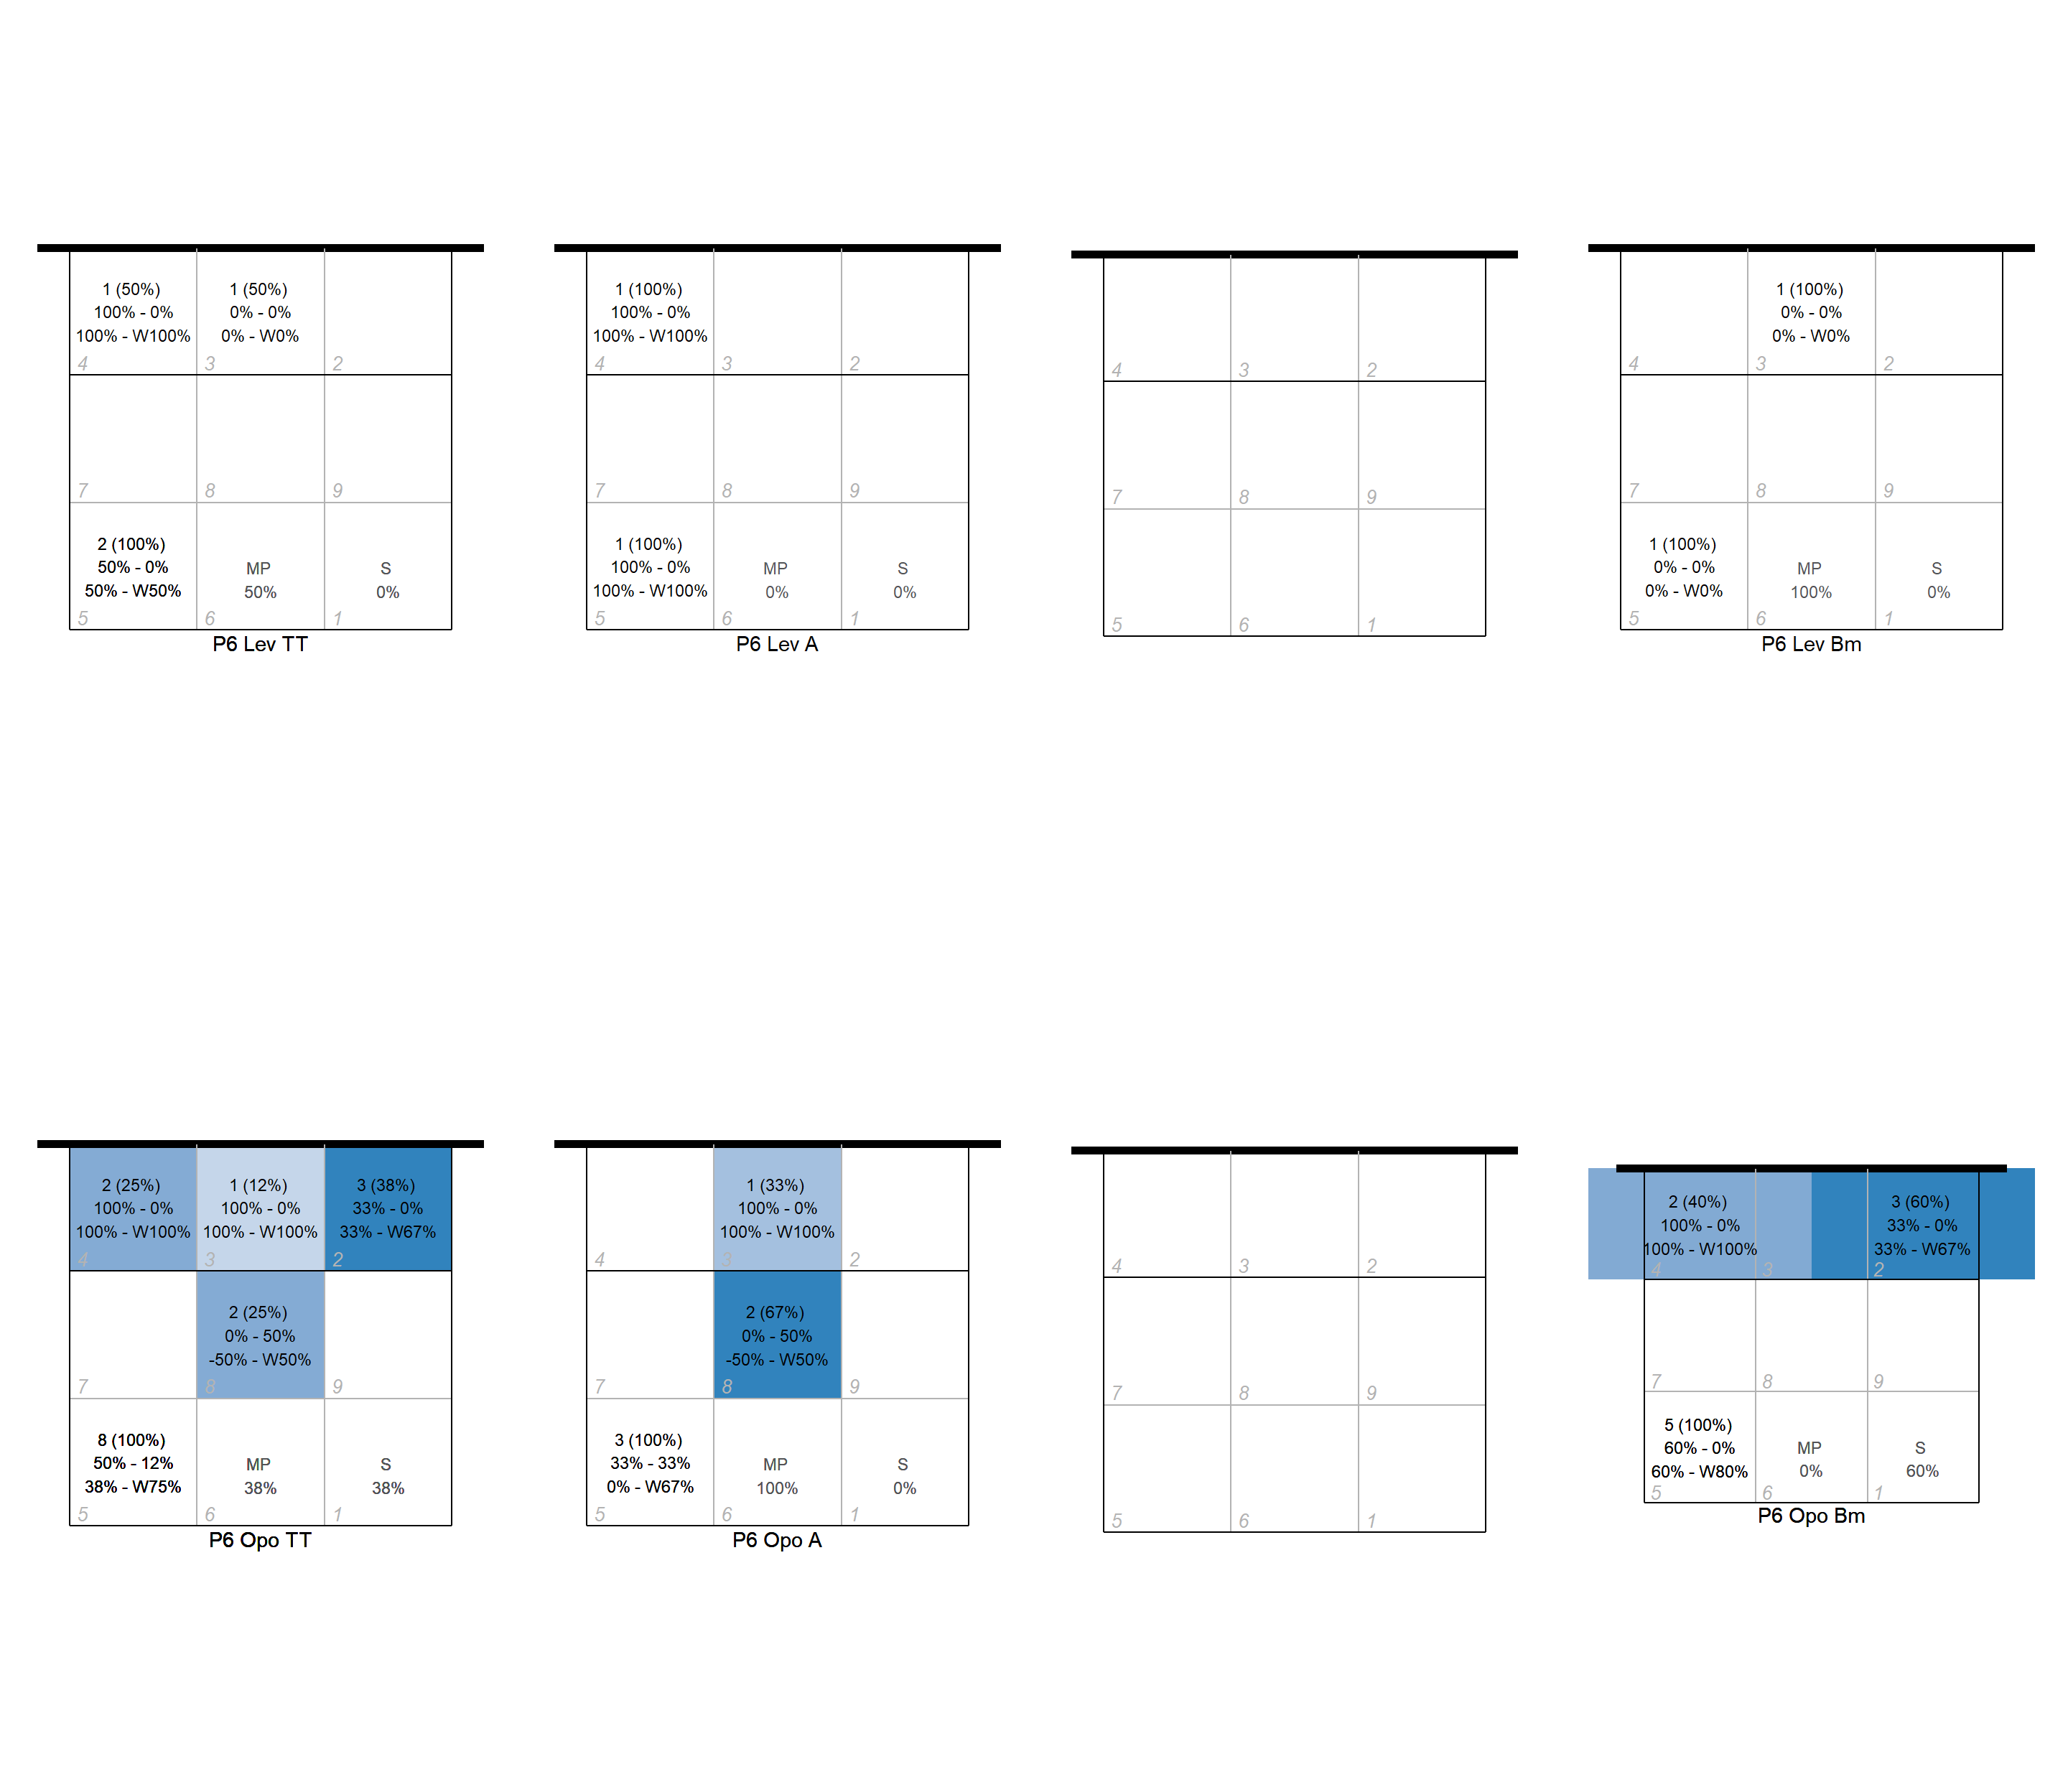 1 (50%)
100% - 0%
100% - W100%
4
1 (50%)
0% - 0%
0% - W0%
3
2
7
8
9
2 (100%)
50% - 0%
50% - W50%
5
MP
50%
6
S
0%
1
P6 Lev TT
1 (100%)
100% - 0%
100% - W100%
4
3
2
7
8
9
1 (100%)
100% - 0%
100% - W100%
5
MP
0%
6
S
0%
1
P6 Lev A
4
3
2
7
8
9
5
6
1
4
1 (100%)
0% - 0%
0% - W0%
3
2
7
8
9
1 (100%)
0% - 0%
0% - W0%
5
MP
100%
6
S
0%
1
P6 Lev Bm
2 (25%)
100% - 0%
100% - W100%
4
1 (12%)
100% - 0%
100% - W100%
3
3 (38%)
33% - 0%
33% - W67%
2
7
2 (25%)
0% - 50%
-50% - W50%
8
9
8 (100%)
50% - 12%
38% - W75%
5
MP
38%
6
S
38%
1
P6 Opo TT
4
1 (33%)
100% - 0%
100% - W100%
3
2
7
2 (67%)
0% - 50%
-50% - W50%
8
9
3 (100%)
33% - 33%
0% - W67%
5
MP
100%
6
S
0%
1
P6 Opo A
4
3
2
7
8
9
5
6
1
2 (40%)
100% - 0%
100% - W100%
4
3
3 (60%)
33% - 0%
33% - W67%
2
7
8
9
5 (100%)
60% - 0%
60% - W80%
5
MP
0%
6
S
60%
1
P6 Opo Bm